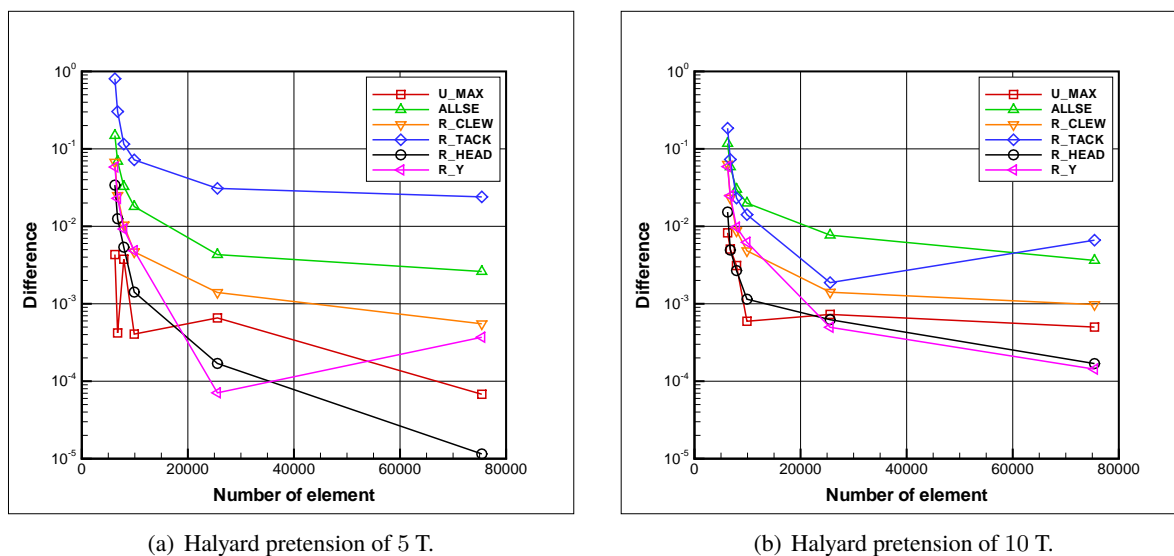 10^0
10^-1
10^-2
10^-3
10^-4
10^-5
Difference
0
20000
40000
60000
80000
Number of element
U_MAX
ALLSE
R_CLEW
R_TACK
R_HEAD
R_Y
(a) Halyard pretension of 5 T.
10^0
10^-1
10^-2
10^-3
10^-4
10^-5
Difference
0
20000
40000
60000
80000
Number of element
U_MAX
ALLSE
R_CLEW
R_TACK
R_HEAD
R_Y
(b) Halyard pretension of 10 T.